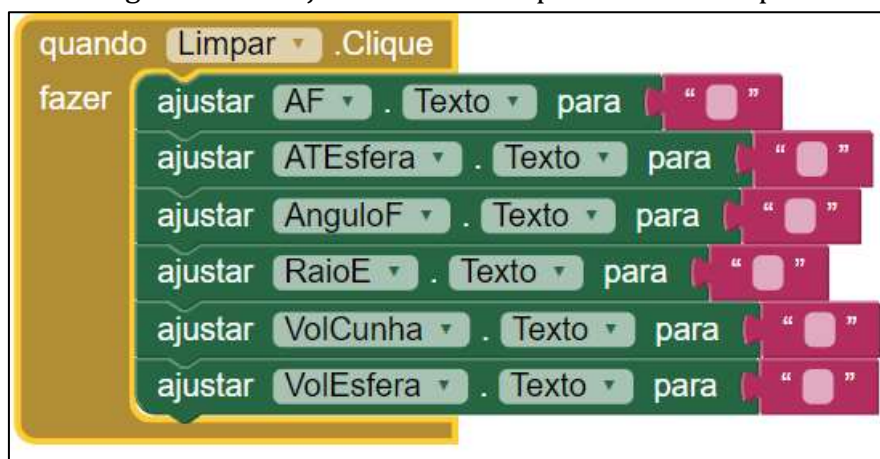 quando Limpar .Clique
fazer ajustar AF . Texto para “ ”
ajustar ATEsfera . Texto para “ ”
ajustar AnguloF . Texto para “ ”
ajustar RaioE . Texto para “ ”
ajustar VolCunha . Texto para “ ”
ajustar VolEsfera . Texto para “ ”